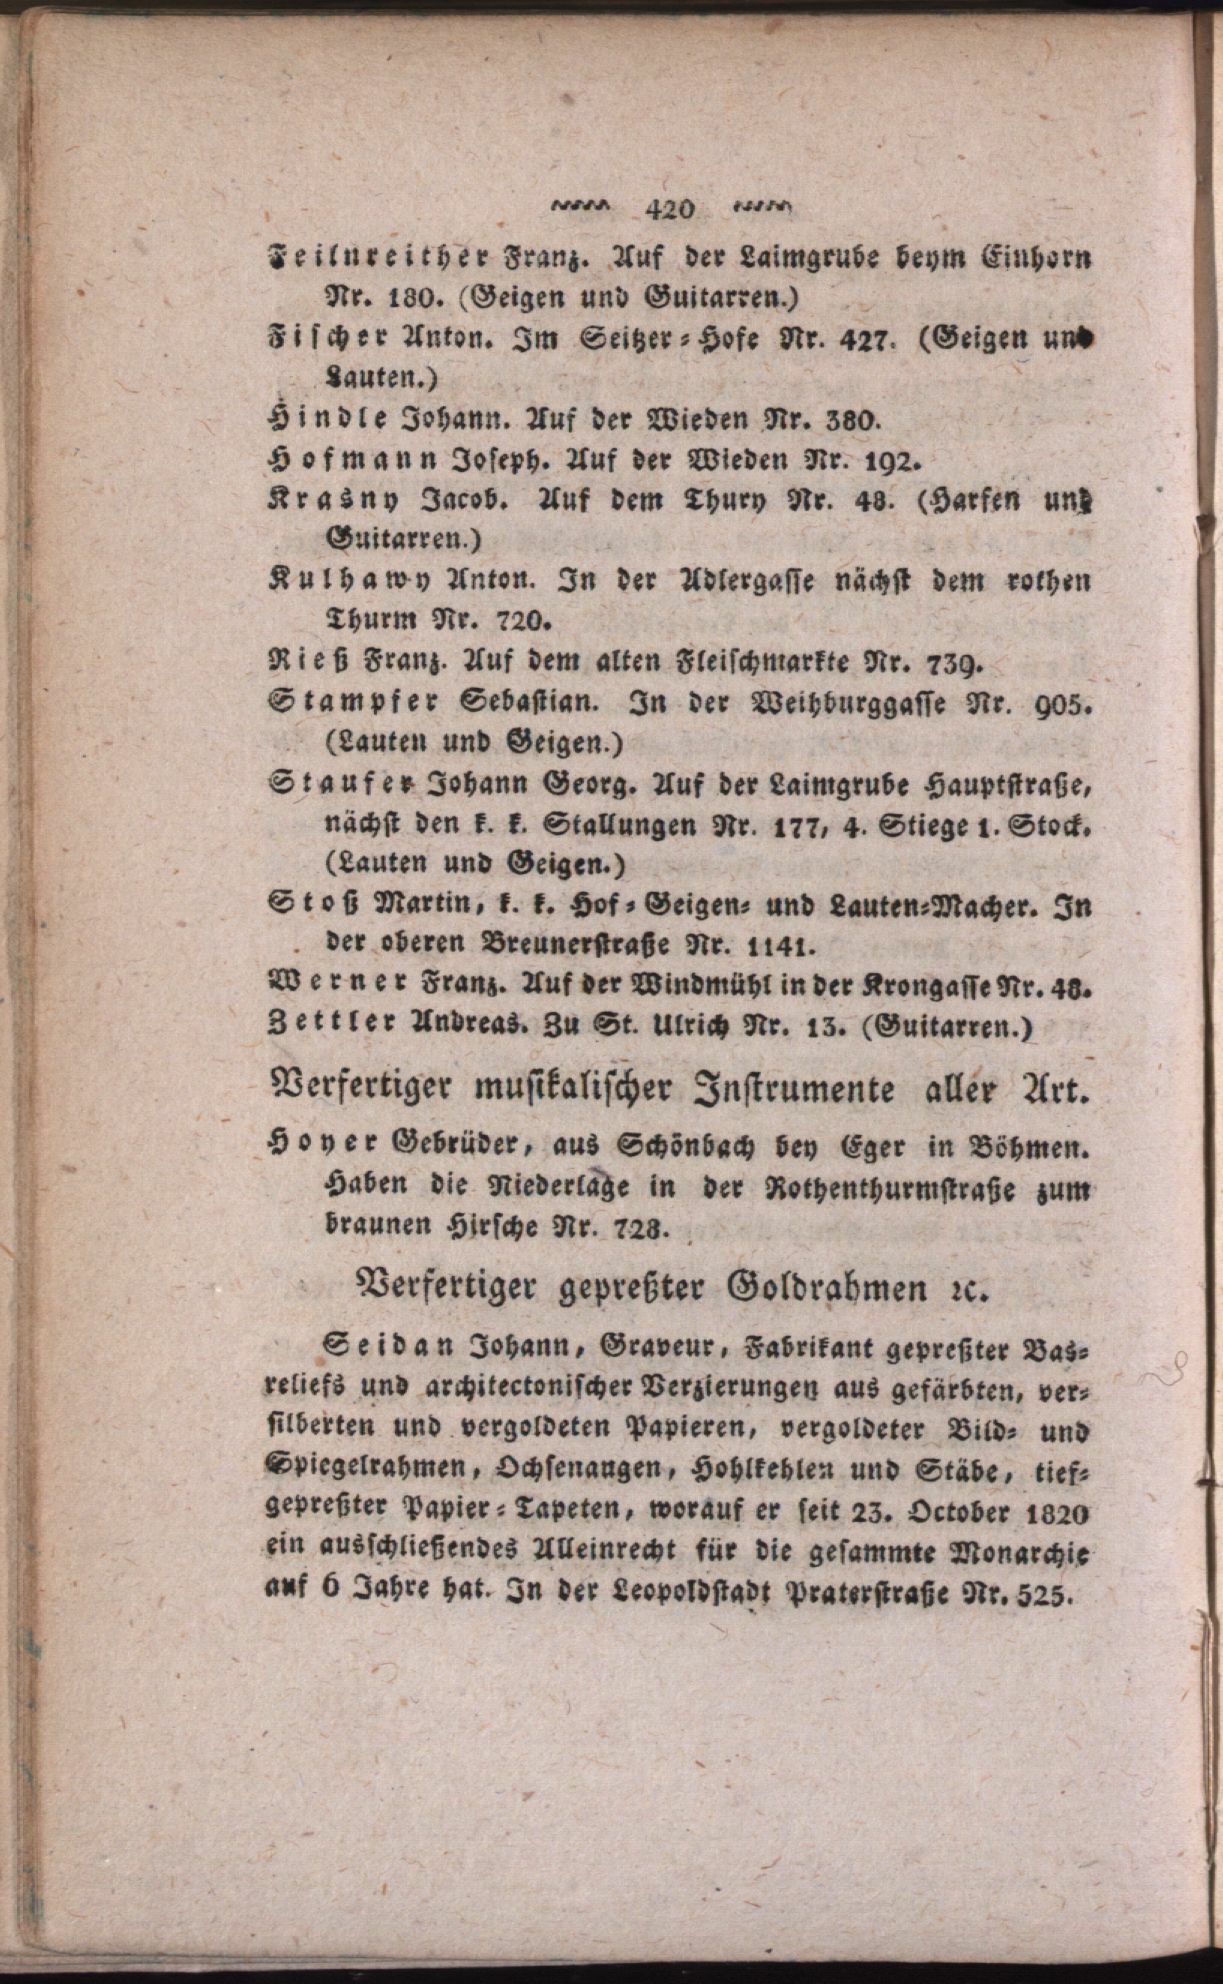 420
Feilnreither Franz. Auf der Laimgrube beym Einhorn
Nr. 180. (Geigen und Guitarren.)
Fischer Anton. Im Seitzer-Hofe Nr. 427. (Geigen und
Lauten.)
Hindle Johann. Auf der Wieden Nr. 380.
Hofmann Joseph. Auf der Wieden Nr. 192.
Krasny Jacob. Auf dem Thury Nr. 48. (Harfen und
Guitarren.)
Kulhawy Anton. In der Adlergasse nächst dem rothen
Thurm Nr. 720.
Rieß Franz. Auf dem alten Fleischmarkte Nr. 739.
Stampfer Sebastian. In der Weihburggasse Nr. 905.
(Lauten und Geigen.)
Staufer Johann Georg. Auf der Laimgrube Hauptstraße,
nächst den k. k. Stallungen Nr. 177, 4. Stiege 1. Stock.
(Lauten und Geigen.)
Stoß Martin, k. k. Hof-Geigen- und Lauten-Macher. In
der oberen Breunerstraße Nr. 1141.
Werner Franz. Auf der Windmühl in der Krongasse Nr. 48.
Zettler Andreas. Zu St. Ulrich Nr. 13. (Guitarren.)
Verfertiger musikalischer Instrumente aller Art.
Hoyer Gebrüder, aus Schönbach bey Eger in Böhmen.
Haben die Niederlage in der Rothenthurmstraße zum
braunen Hirsche Nr. 728.
Verfertiger gepreßter Goldrahmen ꝛc.
Seidan Johann, Graveur, Fabrikant gepreßter Bas-
reliefs und architectonischer Verzierungen aus gefärbten, ver-
silberten und vergoldeten Papieren, vergoldeter Bild- und
Spiegelrahmen, Ochsenaugen, Hohlkehlen und Stäbe, tief-
gepreßter Papier-Tapeten, worauf er seit 23. October 1820
ein ausschließendes Alleinrecht für die gesammte Monarchie
auf 6 Jahre hat. In der Leopoldstadt Praterstraße Nr. 525.